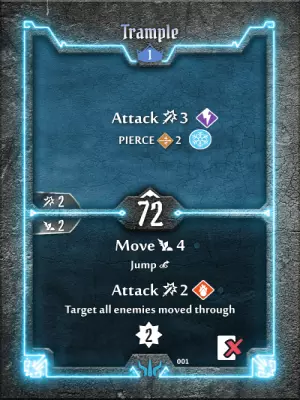 Trample
1
Attack 3
PIERCE 2
2
72
2
Move 4
Jump
Attack 2
Target all enemies moved through
2
001